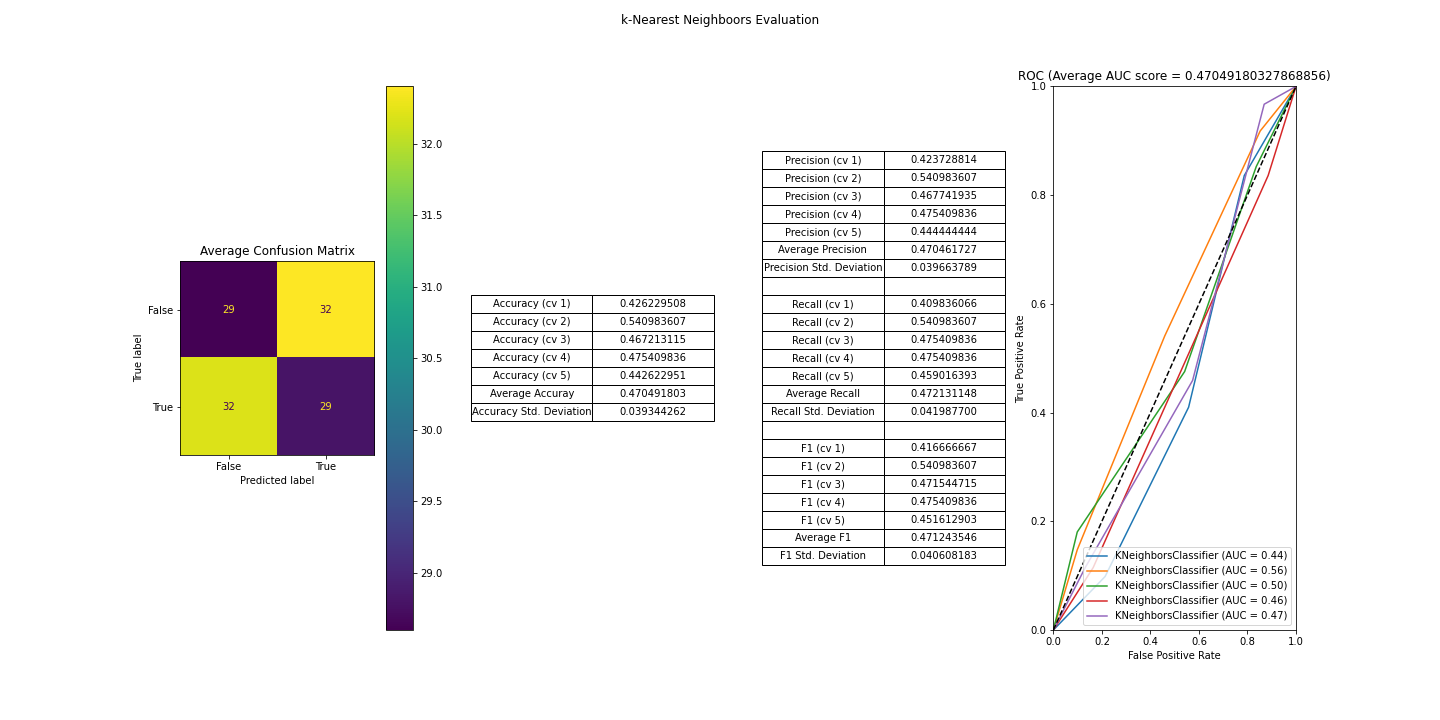 k-Nearest Neighboors Evaluation
Average Confusion Matrix
True label
False
True
29 32
32 29
False True
Predicted label
32.0
31.5
31.0
30.5
30.0
29.5
29.0
Accuracy (cv 1) 0.426229508
Accuracy (cv 2) 0.540983607
Accuracy (cv 3) 0.467213115
Accuracy (cv 4) 0.475409836
Accuracy (cv 5) 0.442622951
Average Accuray 0.470491803
Accuracy Std. Deviation 0.039344262
Precision (cv 1) 0.423728814
Precision (cv 2) 0.540983607
Precision (cv 3) 0.467741935
Precision (cv 4) 0.475409836
Precision (cv 5) 0.444444444
Average Precision 0.470461727
Precision Std. Deviation 0.039663789
Recall (cv 1) 0.409836066
Recall (cv 2) 0.540983607
Recall (cv 3) 0.475409836
Recall (cv 4) 0.475409836
Recall (cv 5) 0.459016393
Average Recall 0.472131148
Recall Std. Deviation 0.041987700
F1 (cv 1) 0.416666667
F1 (cv 2) 0.540983607
F1 (cv 3) 0.471544715
F1 (cv 4) 0.475409836
F1 (cv 5) 0.451612903
Average F1 0.471243546
F1 Std. Deviation 0.040608183
ROC (Average AUC score = 0.47049180327868856)
True Positive Rate
1.0
0.8
0.6
0.4
0.2
0.0
KNeighborsClassifier (AUC = 0.44)
KNeighborsClassifier (AUC = 0.56)
KNeighborsClassifier (AUC = 0.50)
KNeighborsClassifier (AUC = 0.46)
KNeighborsClassifier (AUC = 0.47)
0.0 0.2 0.4 0.6 0.8 1.0
False Positive Rate